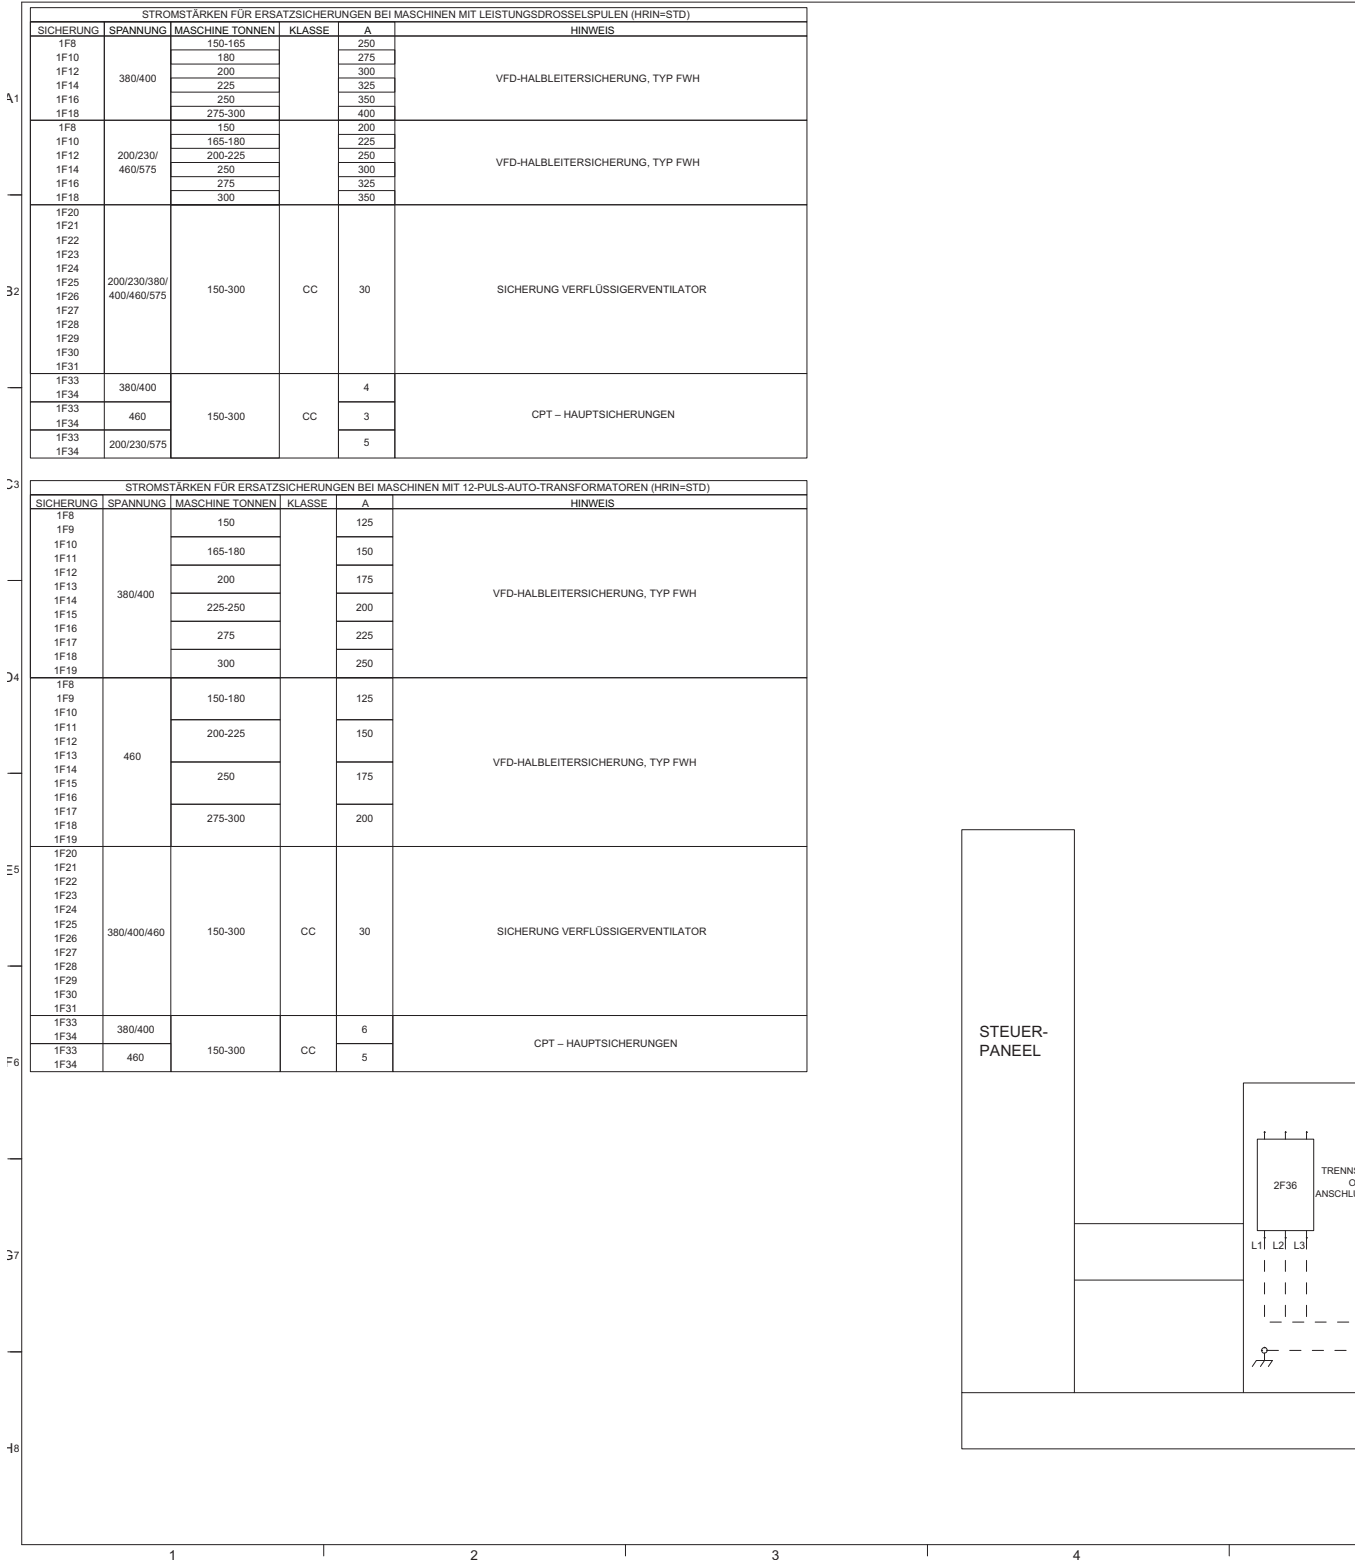 STROMSTÄRKEN FÜR ERSATZSICHERUNGEN BEI MASCHINEN MIT LEISTUNGSDROSSELSPULEN (HRIN=STD)
SICHERUNG SPANNUNG MASCHINE TONNEN KLASSE A HINWEIS
1F8 150-165 250
1F10 180 275
1F12 200 300
380/400 VFD-HALBLEITERSICHERUNG, TYP FWH
1F14 225 325
1F16 250 350
1F18 275-300 400
1F8 150 200
1F10 165-180 225
1F12 200/230/ 200-225 250
VFD-HALBLEITERSICHERUNG, TYP FWH
1F14 460/575 250 300
1F16 275 325
1F18 300 350
1F20
1F21
1F22
1F23
1F24
1F25 200/230/380/
150-300 CC 30 SICHERUNG VERFLÜSSIGERVENTILATOR
1F26 400/460/575
1F27
1F28
1F29
1F30
1F31
1F33
380/400 4
1F34
1F33
460 150-300 CC 3 CPT – HAUPTSICHERUNGEN
1F34
1F33
200/230/575 5
1F34
STROMSTÄRKEN FÜR ERSATZSICHERUNGEN BEI MASCHINEN MIT 12-PULS-AUTO-TRANSFORMATOREN (HRIN=STD)
SICHERUNG SPANNUNG MASCHINE TONNEN KLASSE A HINWEIS
1F8
150 125
1F9
1F10
165-180 150
1F11
1F12
200 175
1F13
380/400 VFD-HALBLEITERSICHERUNG, TYP FWH
1F14
225-250 200
1F15
1F16
275 225
1F17
1F18
300 250
1F19
1F8
1F9 150-180 125
1F10
1F11
200-225 150
1F12
1F13 460
VFD-HALBLEITERSICHERUNG, TYP FWH
1F14
250 175
1F15
1F16
1F17
275-300 200
1F18
1F19
1F20
1F21
1F22
1F23
1F24
1F25
380/400/460 150-300 CC 30 SICHERUNG VERFLÜSSIGERVENTILATOR
1F26
1F27
1F28
1F29
1F30
1F31
1F33
380/400 6
1F34
150-300 CC CPT – HAUPTSICHERUNGEN
1F33
460 5
1F34
STEUER-
PANEEL
2F36
L1 L2 L3
1 2 3 4